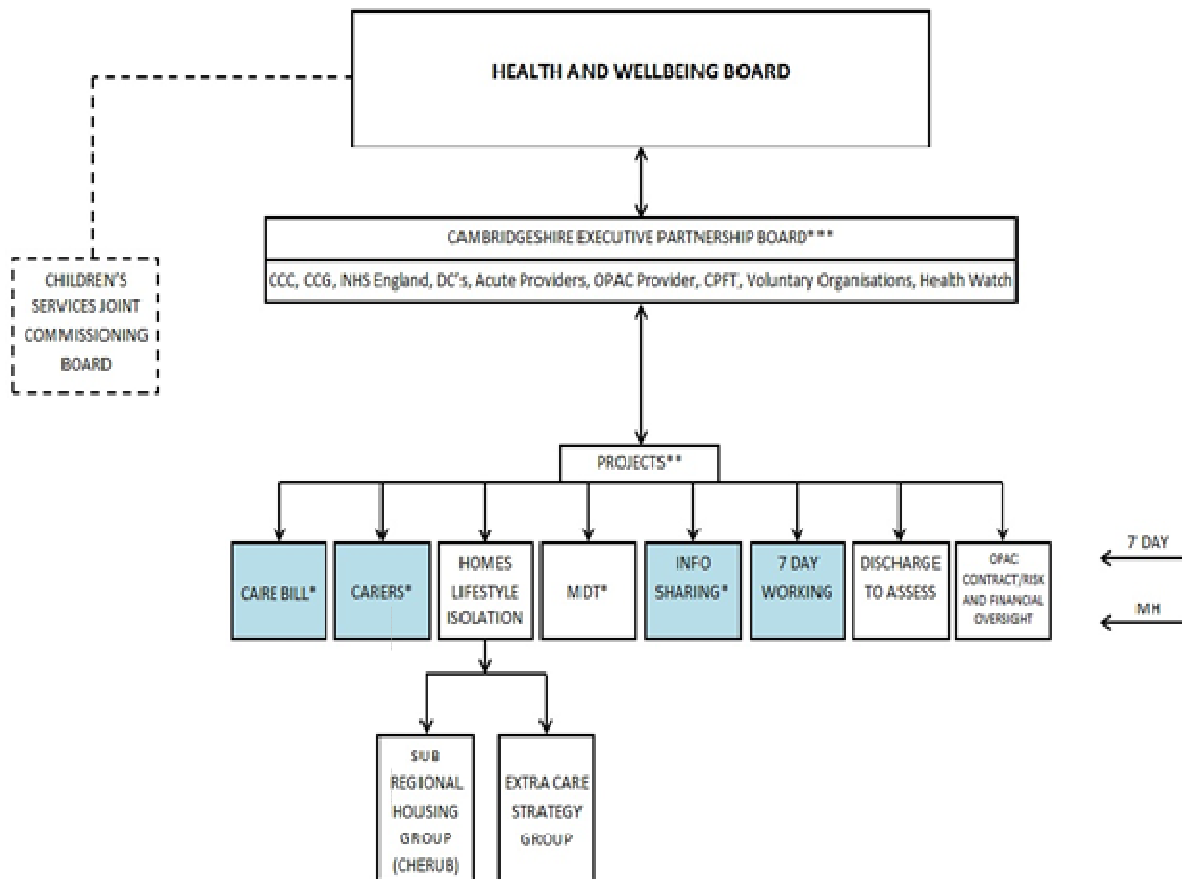 HEALTH AND WELLBEING BOARD
CAMBRIDGESHIRE EXECUTIVE PARTNERSHIP BOARD***
CCC, CCG, NHS England, DC's, Acute Providers, OPAC Provider, CPFT, Voluntary Organisations, Health Watch
CHILDREN'S
SERVICES JOINT
COMMISSIONING
BOARD
PROJECTS**
CARE BILL*
CARERS*
HOMES
LIFESTYLE
ISOLATION
MDT*
INFO
SHARING*
7 DAY
WORKING
DISCHARGE
TO ASSESS
OPAC
CONTRACT/RISK
AND FINANCIAL
OVERSIGHT
7 DAY
MH
SUB
REGIONAL
HOUSING
GROUP
(CHERUB)
EXTRA CARE
STRATEGY
GROUP